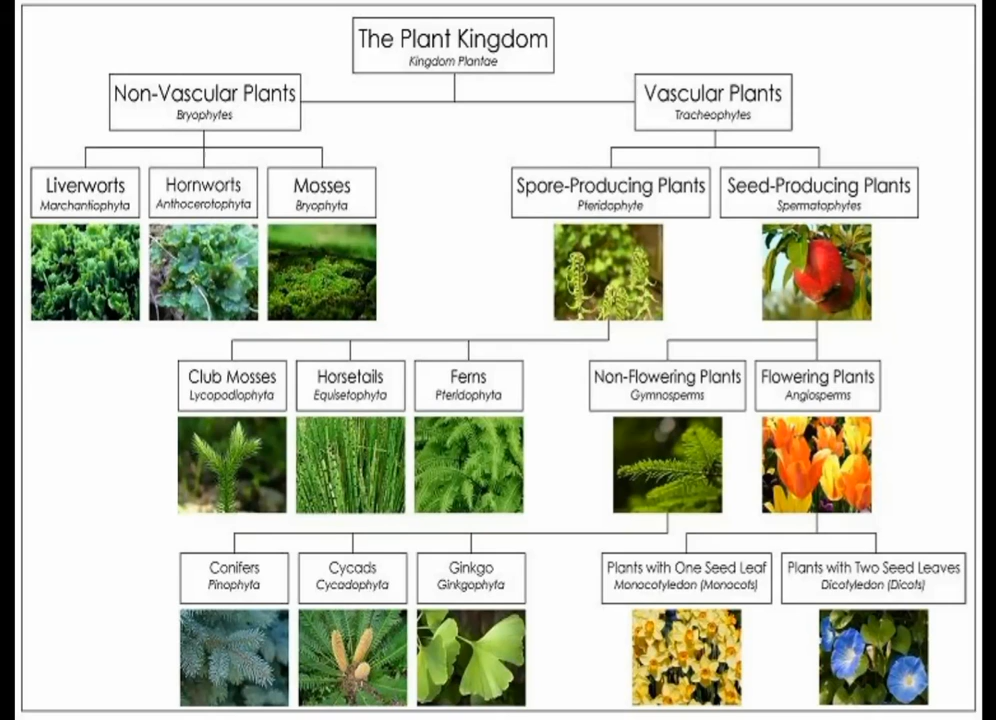 The Plant Kingdom
Kingdom Plantae
Non-Vascular Plants
Bryophytes
Vascular Plants
Tracheophytes
Liverworts
Marchantiophyta
Hornworts
Anthocerotophyta
Mosses
Bryophyta
Spore-Producing Plants
Pteridophyte
Seed-Producing Plants
Spermatophytes
Club Mosses
Lycopodiophyta
Horsetails
Equisetophyta
Ferns
Pteridophyta
Non-Flowering Plants
Gymnosperms
Flowering Plants
Angiosperms
Conifers
Pinophyta
Cycads
Cycadophyta
Ginkgo
Ginkgophyta
Plants with One Seed Leaf
Monocotyledon (Monocots)
Plants with Two Seed Leaves
Dicotyledon (Dicots)